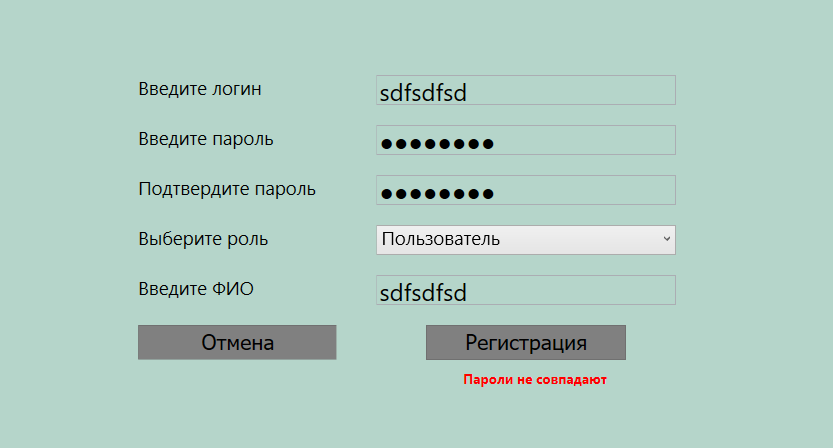 Введите логин sdfsdfsd
Введите пароль ●●●●●●●●
Подтвердите пароль ●●●●●●●●
Выберите роль Пользователь
Введите ФИО sdfsdfsd
Отмена Регистрация
Пароли не совпадают